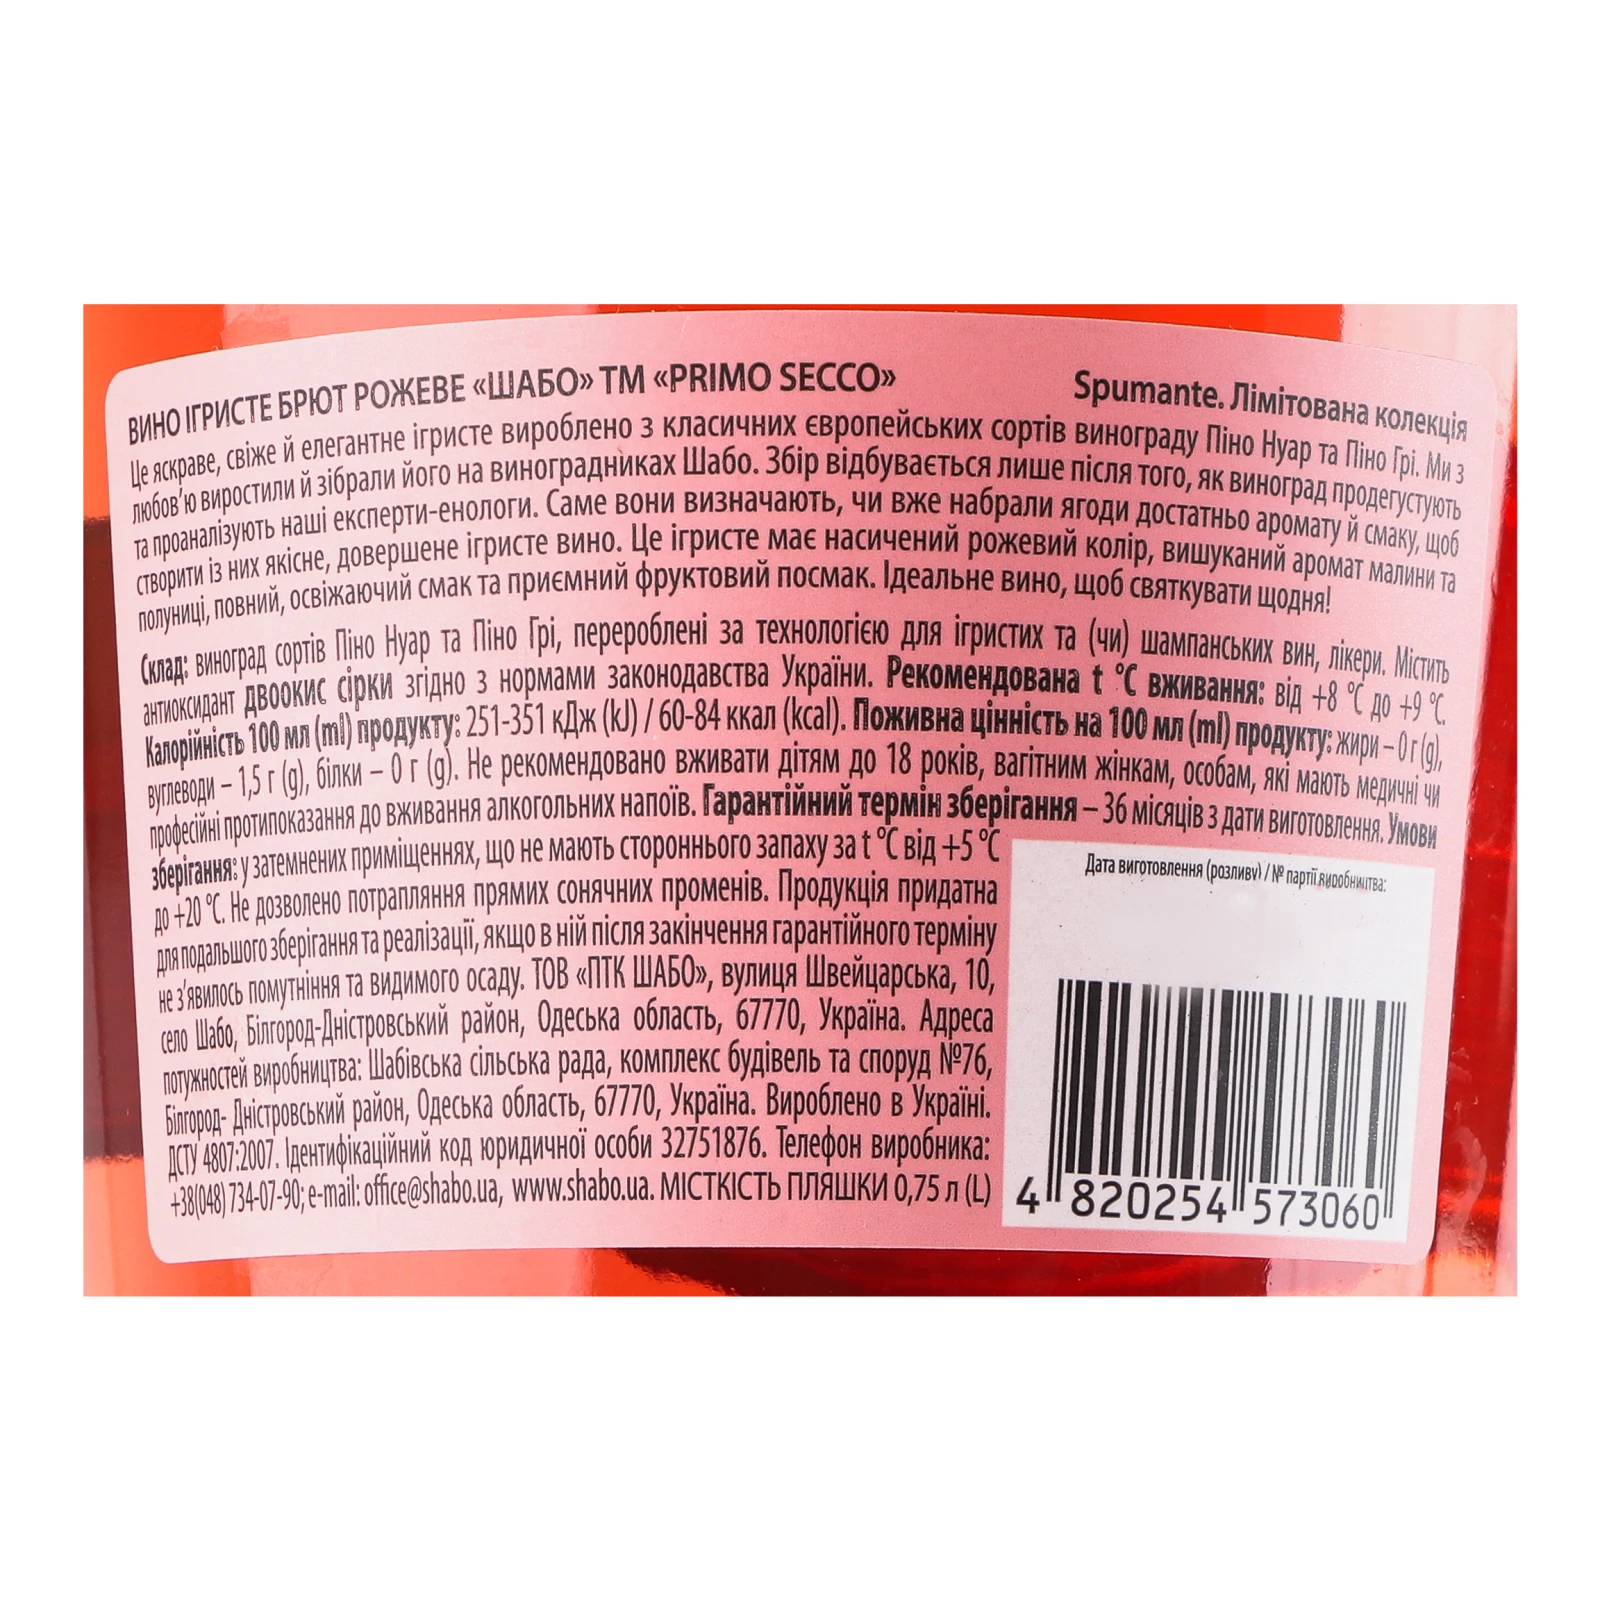 ВИНО ІГРИСТЕ БРЮТ РОЖЕВЕ «ШАБО» ТМ «PRIMO SECCO» Spumante. Лімітована колекція
Це яскраве, свіже й елегантне ігристе вироблено з класичних європейських сортів винограду Піно Нуар та Піно Грі. Ми з
любов’ю виростили й зібрали його на виноградниках Шабо. Збір відбувається лише після того, як виноград продегустують
та проаналізують наші експерти-енологи. Саме вони визначають, чи вже набрали ягоди достатньо аромату й смаку, щоб
створити із них якісне, довершене ігристе вино. Це ігристе має насичений рожевий колір, вишуканий аромат малини та
полуниці, повний, освіжаючий смак та приємний фруктовий посмак. Ідеальне вино, щоб святкувати щодня!
Склад: виноград сортів Піно Нуар та Піно Грі, перероблені за технологією для ігристих та (чи) шампанських вин, лікери. Містить
антиоксидант двоокис сірки згідно з нормами законодавства України. Рекомендована t °C вживання: від +8 °C до +9 °C.
Калорійність 100 мл (ml) продукту: 251-351 кДж (kJ) / 60-84 ккал (kcal). Поживна цінність на 100 мл (ml) продукту: жири – 0 г (g),
вуглеводи – 1,5 г (g), білки – 0 г (g). Не рекомендовано вживати дітям до 18 років, вагітним жінкам, особам, які мають медичні чи
професійні протипоказання до вживання алкогольних напоїв. Гарантійний термін зберігання – 36 місяців з дати виготовлення. Умови
зберігання: у затемнених приміщеннях, що не мають стороннього запаху за t °C від +5 °C
до +20 °C. Не дозволено потрапляння прямих сонячних променів. Продукція придатна
для подальшого зберігання та реалізації, якщо в ній після закінчення гарантійного терміну
не з’явилось помутніння та видимого осаду. ТОВ «ПТК ШАБО», вулиця Швейцарська, 10,
село Шабо, Білгород-Дністровський район, Одеська область, 67770, Україна. Адреса
потужностей виробництва: Шабівська сільська рада, комплекс будівель та споруд №76,
Білгород- Дністровський район, Одеська область, 67770, Україна. Вироблено в Україні.
ДСТУ 4807:2007. Ідентифікаційний код юридичної особи 32751876. Телефон виробника:
+38(048) 734-07-90; e-mail: office@shabo.ua, www.shabo.ua. МІСТКІСТЬ ПЛЯШКИ 0,75 л (L)
Дата виготовлення (розливу) / № партії виробництва:
4 820254 573060